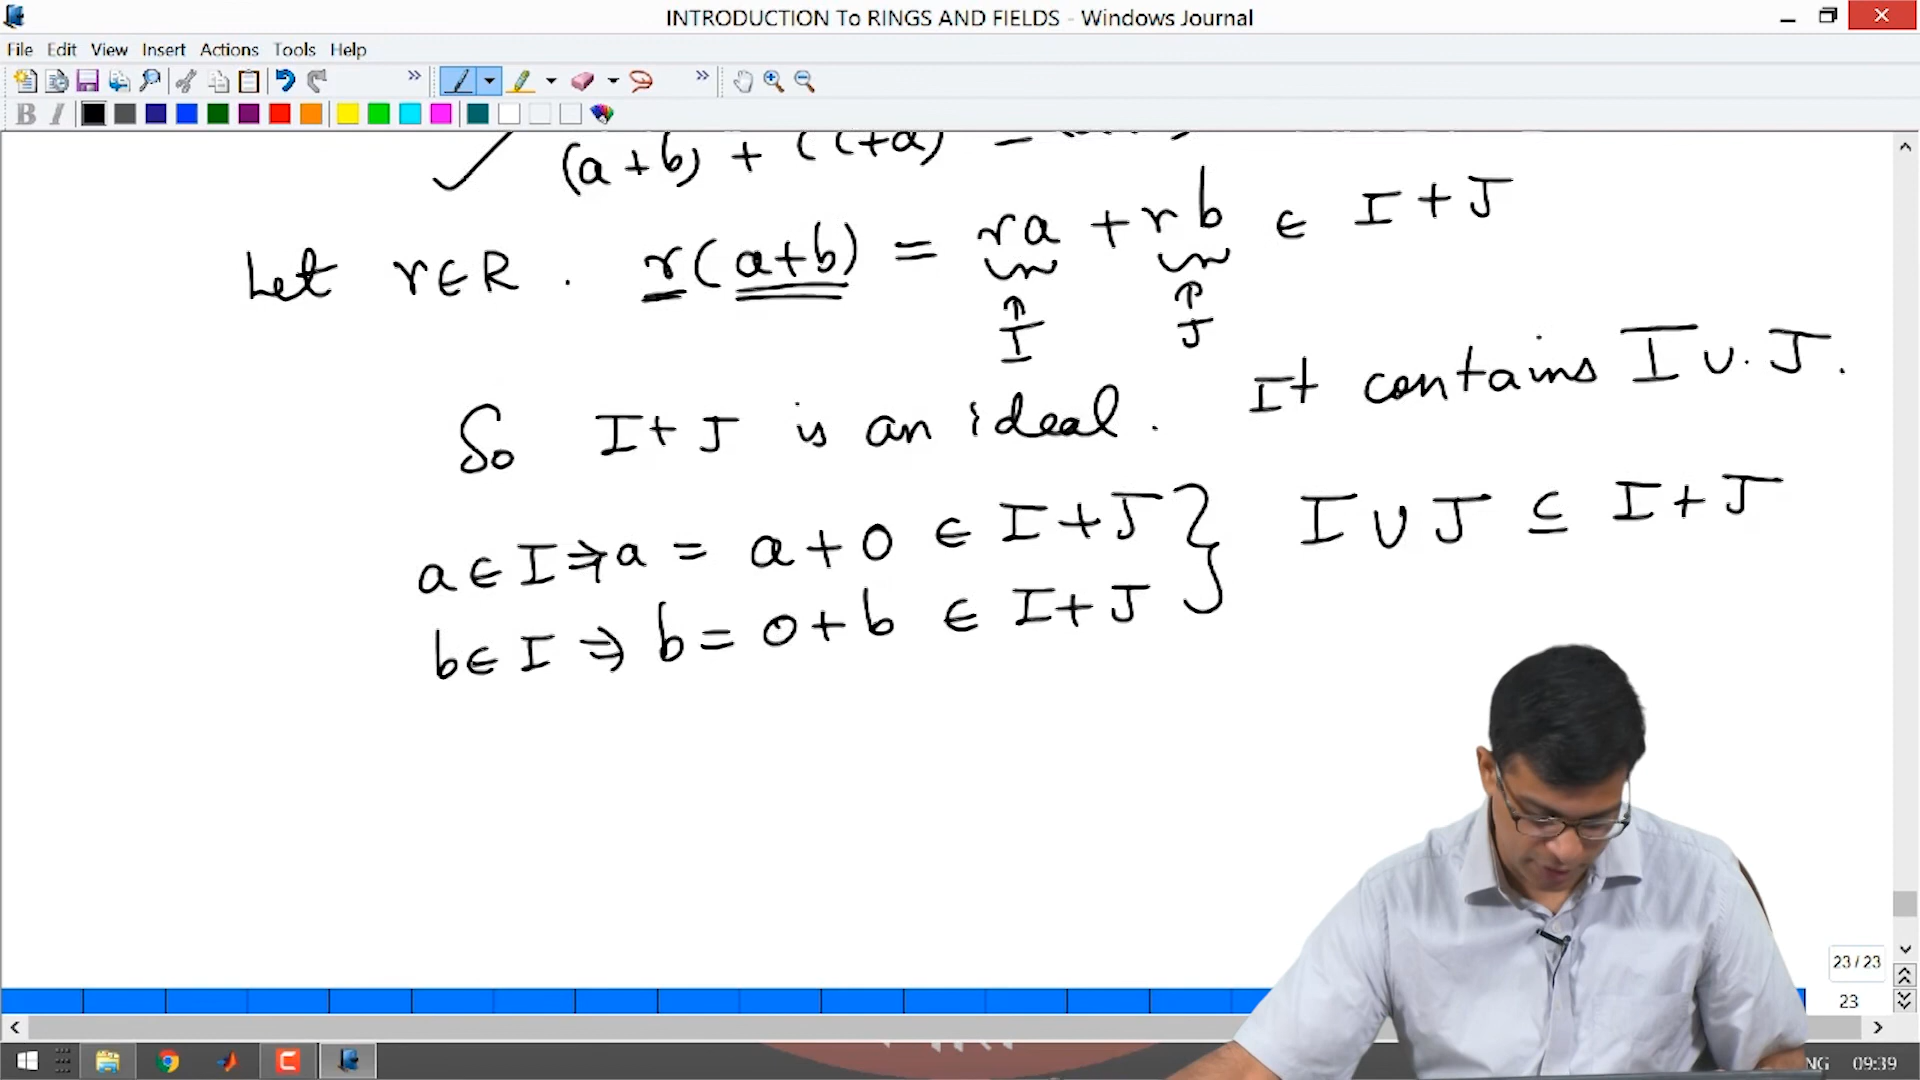 INTRODUCTION To RINGS AND FIELDS - Windows Journal
File Edit View Insert Actions Tools Help
B I
(a+b) +
Let r∈R . r(a+b) = ra + rb ∈ I+J
↑ ↑
I J
So I+J is an ideal. It contains I∪J.
a∈I ⇒ a = a+0 ∈ I+J } I∪J ⊆ I+J
b∈I ⇒ b = 0+b ∈ I+J
23 / 23
23
NG 09:39